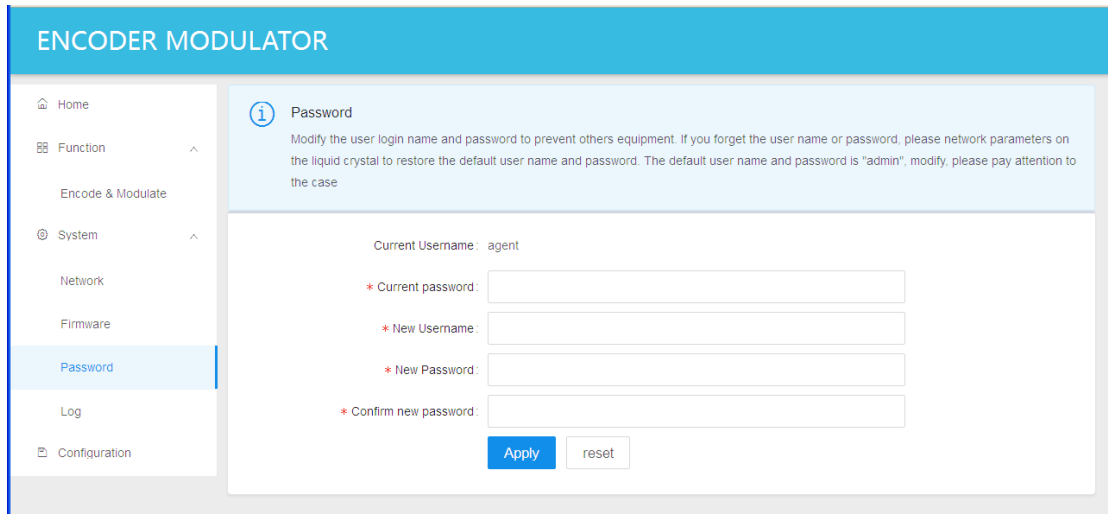 ENCODER MODULATOR
Home
Function
Encode & Modulate
System
Network
Firmware
Password
Log
Configuration
Password
Modify the user login name and password to prevent others equipment. If you forget the user name or password, please network parameters on
the liquid crystal to restore the default user name and password. The default user name and password is "admin", modify, please pay attention to
the case
Current Username: agent
* Current password:
* New Username:
* New Password:
* Confirm new password:
Apply reset